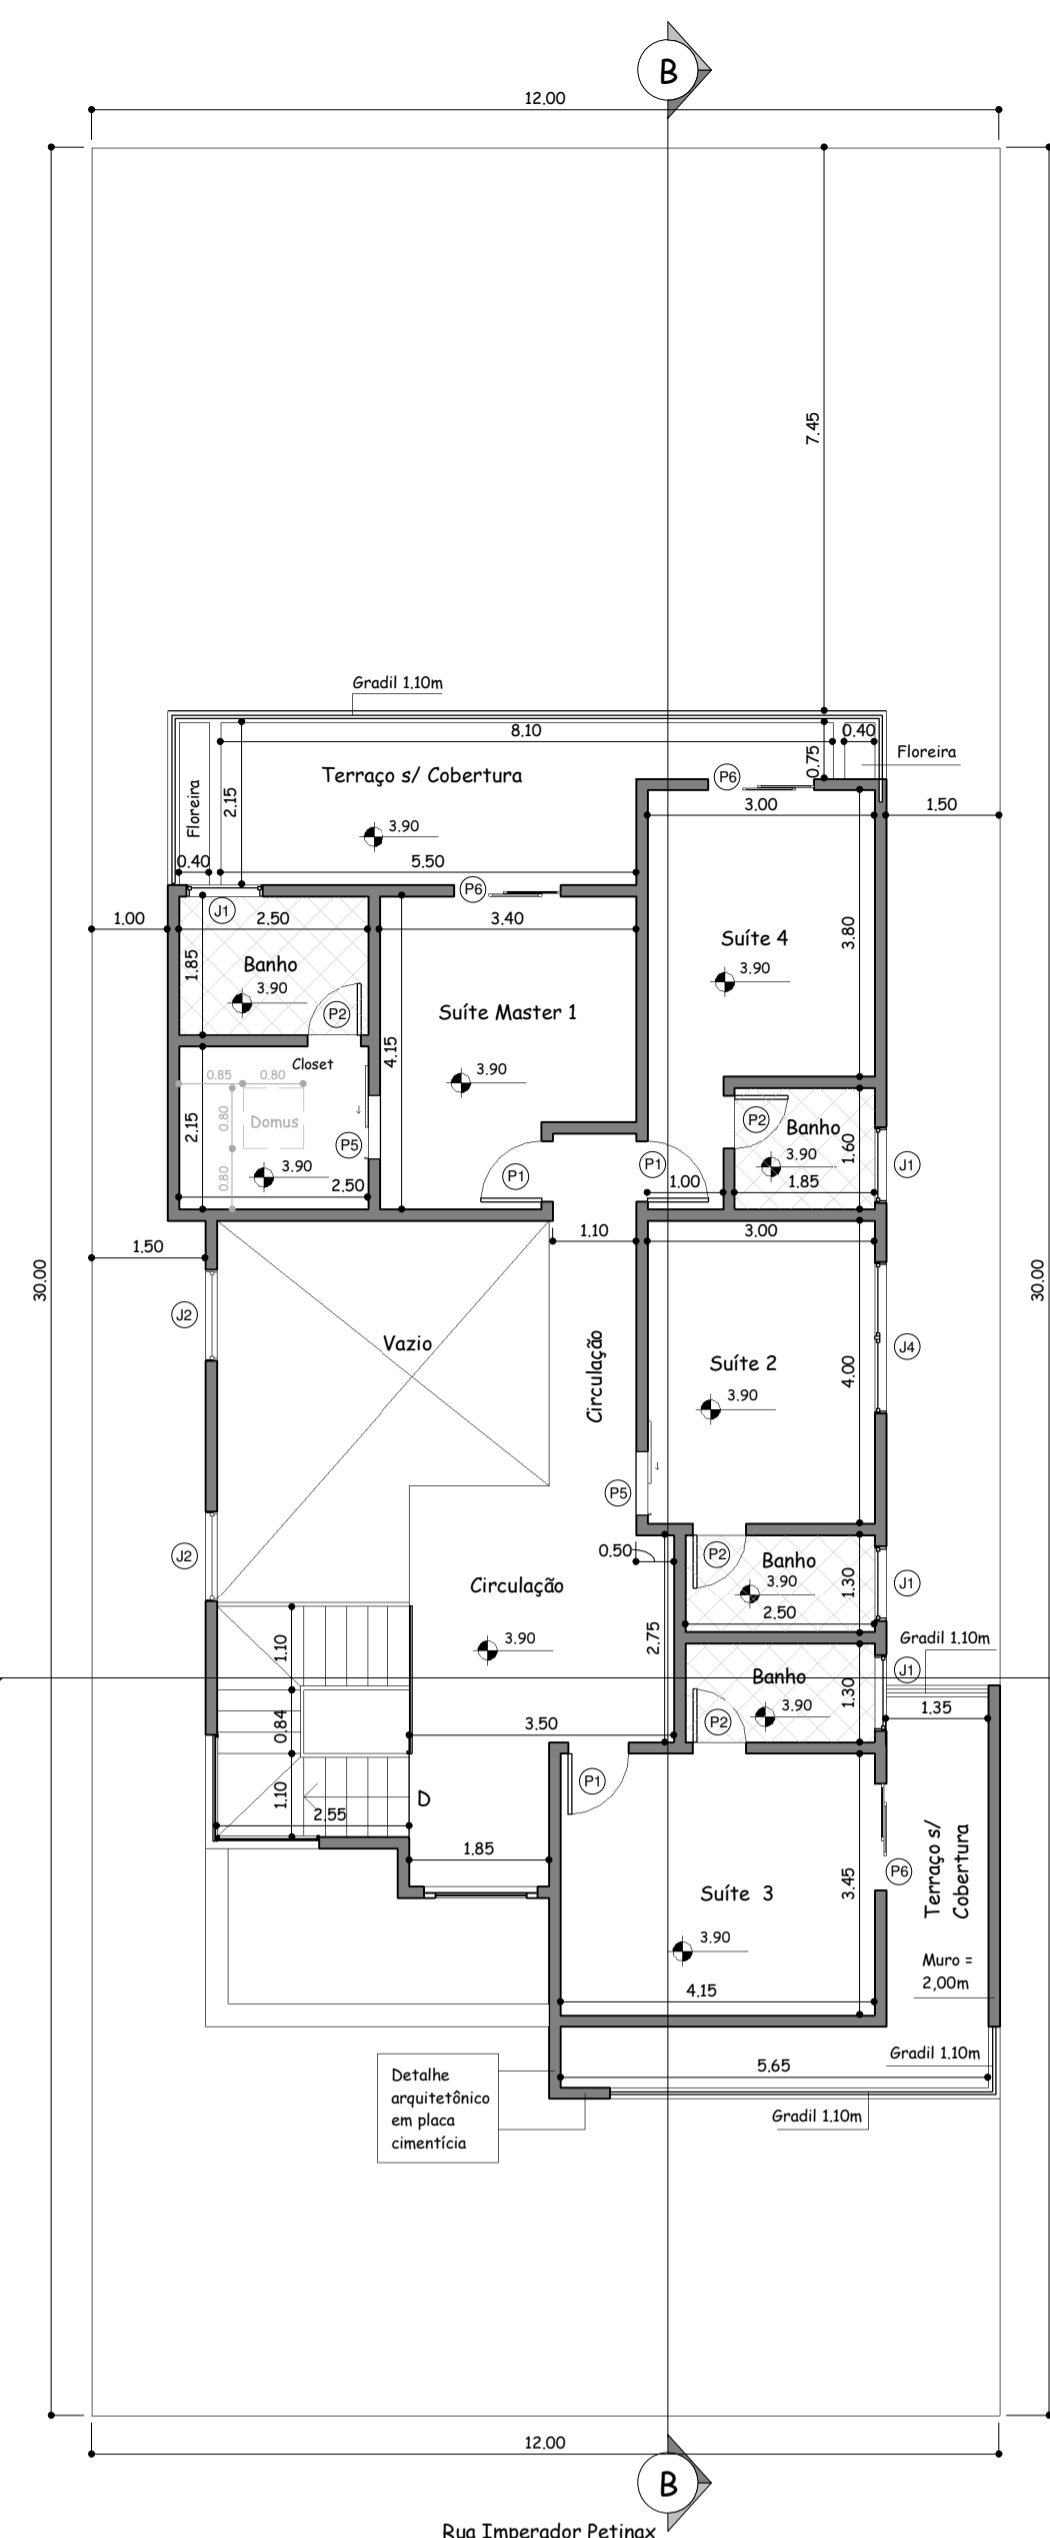 B
12.00
7.45
Gradil 1.10m
8.10
0.40
Floreira
0.75
Terraço s/ Cobertura
P6
Floreira
2.15
3.90
3.00
1.50
0.40
5.50
P6
J1
1.00
2.50
3.40
3.80
Suíte 4
3.90
1.85
Banho
3.90
P2
Suíte Master 1
4.15
3.90
Closet
0.85
0.80
0.80
Domus
2.15
P5
0.80
3.90
2.50
P2
Banho
3.90
1.60
J1
P1
P1
1.00
1.85
1.10
3.00
1.50
30.00
30.00
J2
Vazio
Circulação
Suíte 2
3.90
4.00
J4
P5
J2
0.50
P2
Banho
3.90
1.30
J1
2.50
Circulação
3.90
1.10
2.75
Gradil 1.10m
Banho
J1
3.90
1.30
1.35
P2
0.84
3.50
P1
1.10
2.55
D
1.85
Terraço s/
Cobertura
P6
3.45
Suíte 3
3.90
Muro =
2,00m
4.15
Gradil 1.10m
5.65
Detalhe
arquitetônico
em placa
cimentícia
Gradil 1.10m
12.00
B
Rua Imperador Petinax